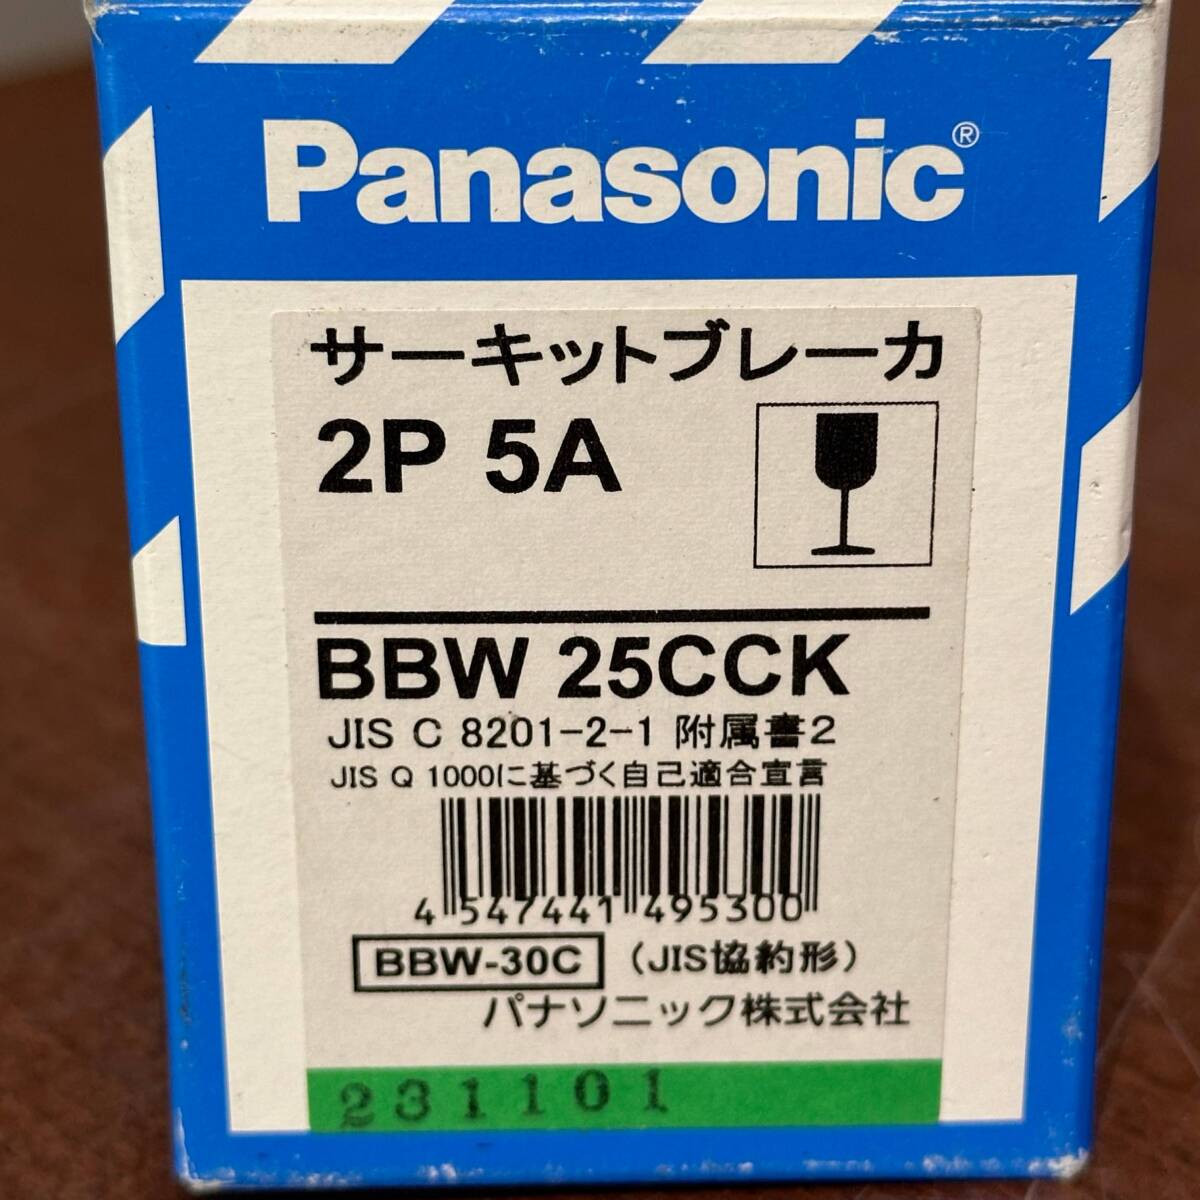 Panasonic®
サーキットブレーカ
2P 5A
BBW 25CCK
JIS C 8201-2-1 附属書2
JIS Q 1000に基づく自己適合宣言
4 547441 495300
BBW-30C (JIS協約形)
パナソニック株式会社
231101